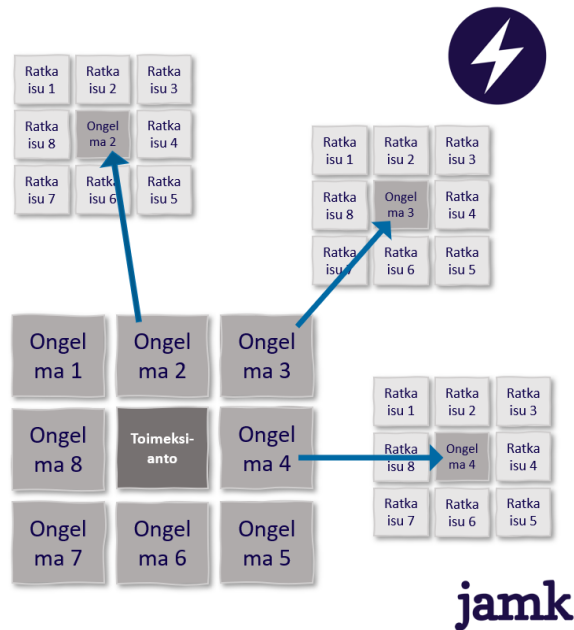 Ratka
isu 1
Ratka
isu 2
Ratka
isu 3
Ratka
isu 8
Ongel
ma 2
Ratka
isu 4
Ratka
isu 7
Ratka
isu 6
Ratka
isu 5
Ratka
isu 1
Ratka
isu 2
Ratka
isu 3
Ratka
isu 8
Ongel
ma 3
Ratka
isu 4
Ratka
isu 7
Ratka
isu 6
Ratka
isu 5
Ongel
ma 1
Ongel
ma 2
Ongel
ma 3
Ongel
ma 8
Toimeksi-
anto
Ongel
ma 4
Ongel
ma 7
Ongel
ma 6
Ongel
ma 5
Ratka
isu 1
Ratka
isu 2
Ratka
isu 3
Ratka
isu 8
Ongel
ma 4
Ratka
isu 4
Ratka
isu 7
Ratka
isu 6
Ratka
isu 5
jamk